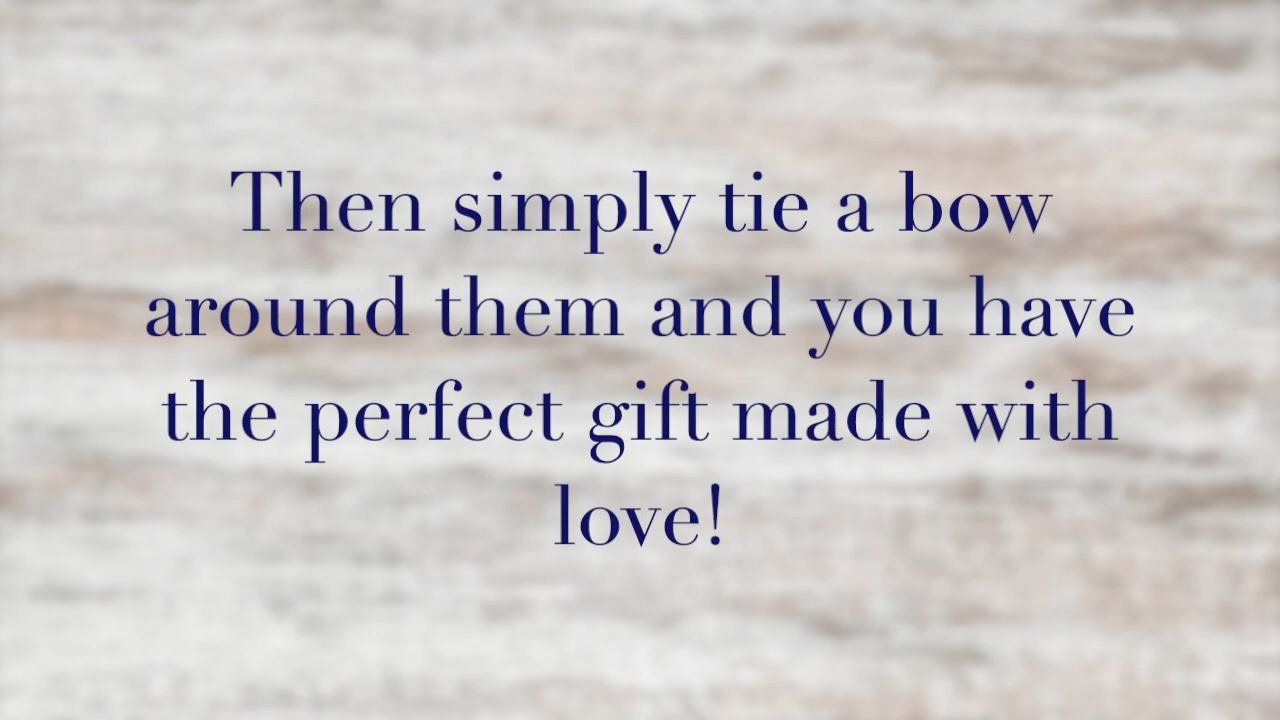 Then simply tie a bow
around them and you have
the perfect gift made with
love!